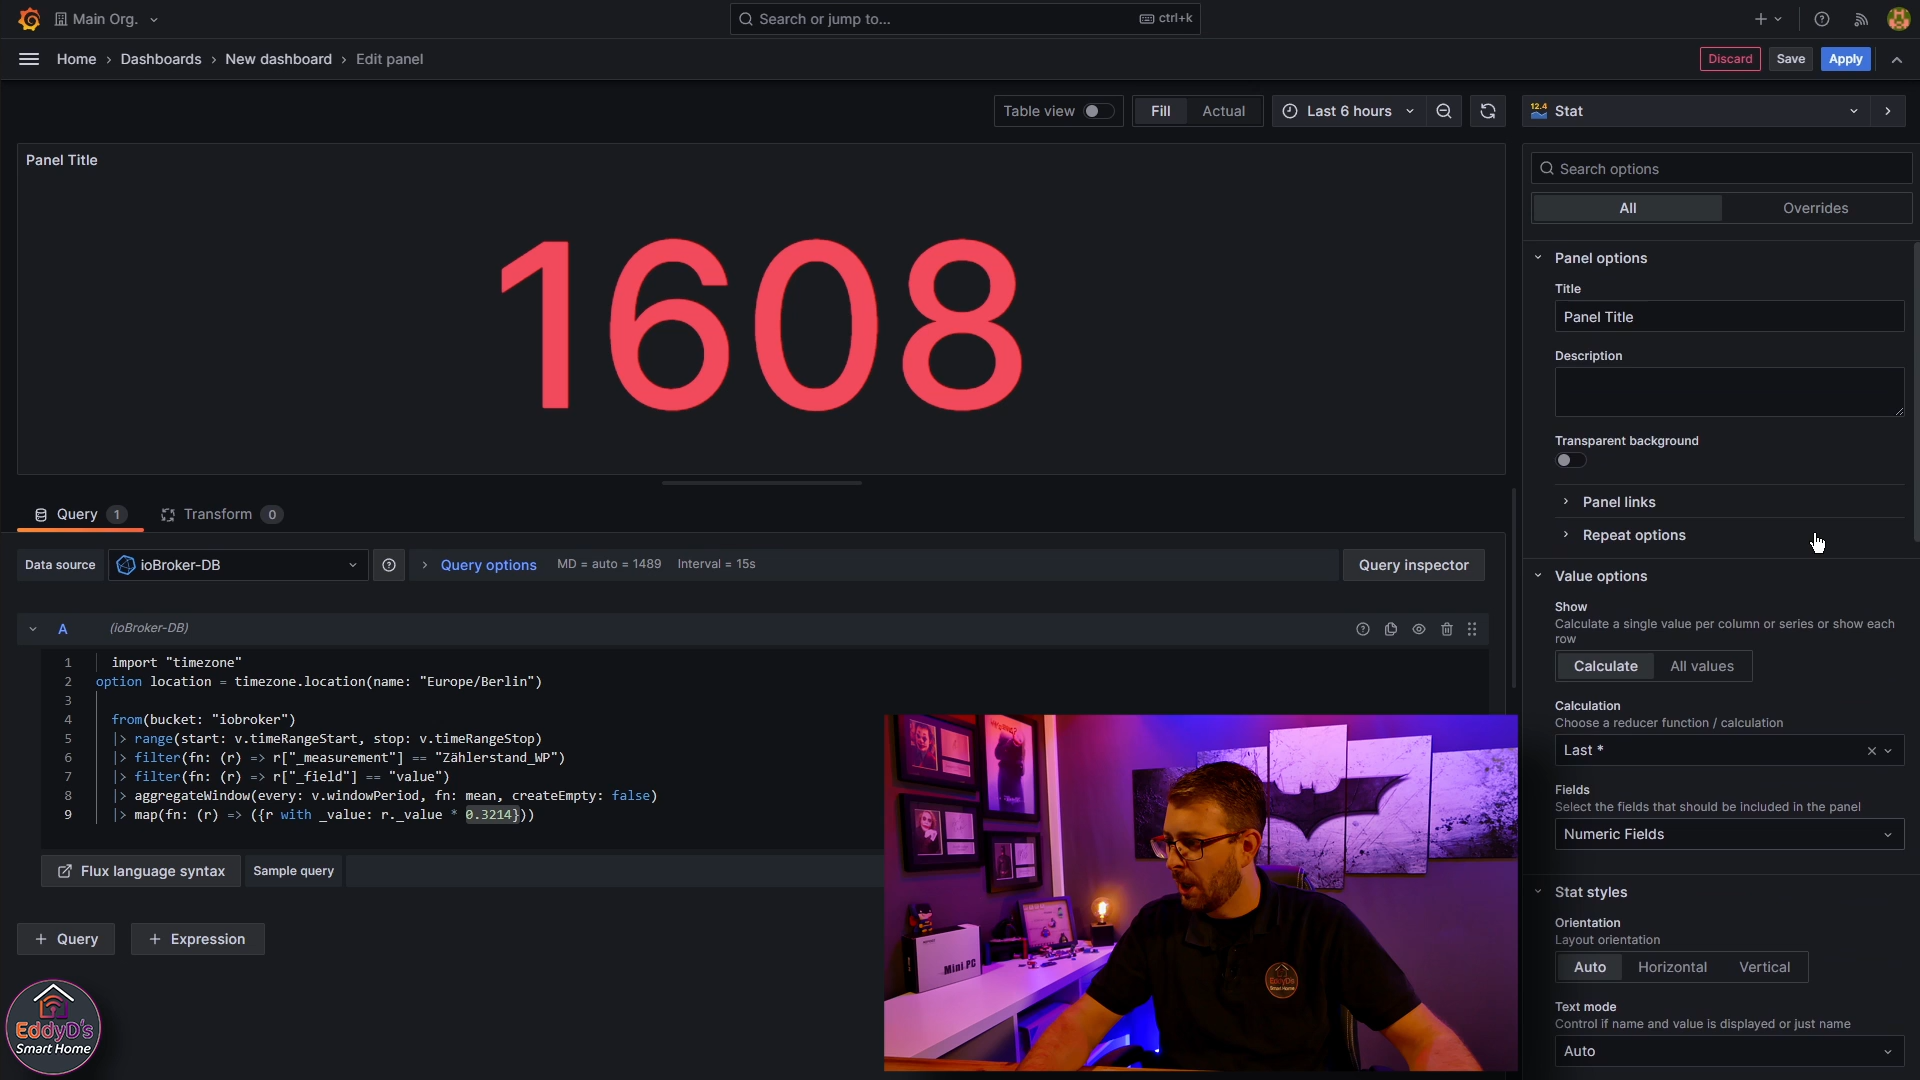 Main Org.
Search or jump to...
ctrl+k
Home › Dashboards › New dashboard › Edit panel
Discard
Save
Apply
Table view
Fill
Actual
Last 6 hours
12.4
Stat
Panel Title
1608
Search options
All
Overrides
Panel options
Title
Panel Title
Description
Transparent background
Panel links
Repeat options
Query 1
Transform 0
Data source
ioBroker-DB
Query options
MD = auto = 1489
Interval = 15s
Query inspector
A
(ioBroker-DB)
1 import "timezone"
2 option location = timezone.location(name: "Europe/Berlin")
3
4 from(bucket: "iobroker")
5 |> range(start: v.timeRangeStart, stop: v.timeRangeStop)
6 |> filter(fn: (r) => r["_measurement"] == "Zählerstand_WP")
7 |> filter(fn: (r) => r["_field"] == "value")
8 |> aggregateWindow(every: v.windowPeriod, fn: mean, createEmpty: false)
9 |> map(fn: (r) => ({r with _value: r._value * 0.3214}))
Flux language syntax
Sample query
+ Query
+ Expression
Value options
Show
Calculate a single value per column or series or show each
row
Calculate
All values
Calculation
Choose a reducer function / calculation
Last *
Fields
Select the fields that should be included in the panel
Numeric Fields
Stat styles
Orientation
Layout orientation
Auto
Horizontal
Vertical
Text mode
Control if name and value is displayed or just name
Auto
Mini PC
EddyD's
Smart Home
EddyD's
Smart Home